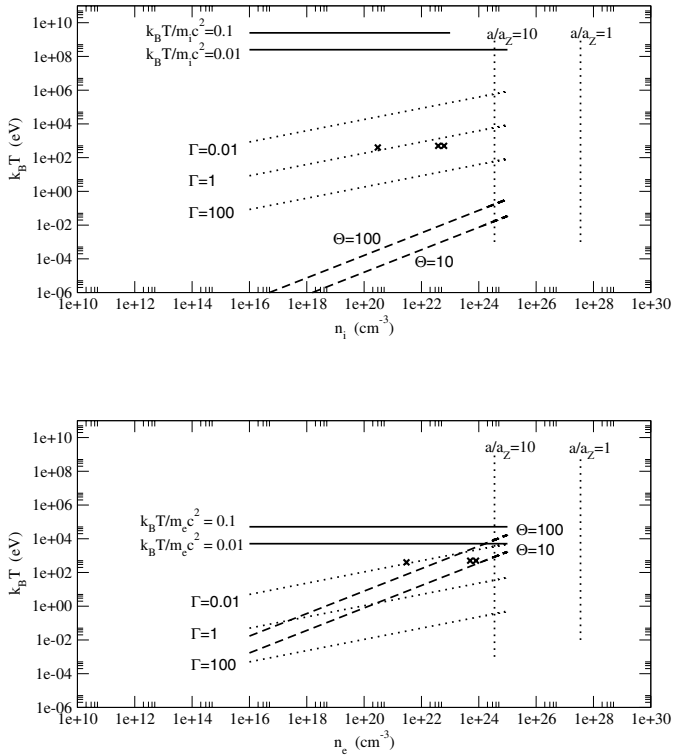 1e+10
1e+08
1e+06
1e+04
1e+02
1e+00
1e-02
1e-04
1e-06
k_BT (eV)
k_BT/m_ic^2=0.1
k_BT/m_ic^2=0.01
a/a_Z=10
a/a_Z=1
Γ=0.01
Γ=1
Γ=100
Θ=100
Θ=10
1e+10 1e+12 1e+14 1e+16 1e+18 1e+20 1e+22 1e+24 1e+26 1e+28 1e+30
n_i (cm^-3)
1e+10
1e+08
1e+06
1e+04
1e+02
1e+00
1e-02
1e-04
1e-06
k_BT (eV)
a/a_Z=10
a/a_Z=1
k_BT/m_ec^2 = 0.1
k_BT/m_ec^2 = 0.01
Θ=100
Θ=10
Γ=0.01
Γ=1
Γ=100
1e+10 1e+12 1e+14 1e+16 1e+18 1e+20 1e+22 1e+24 1e+26 1e+28 1e+30
n_e (cm^-3)